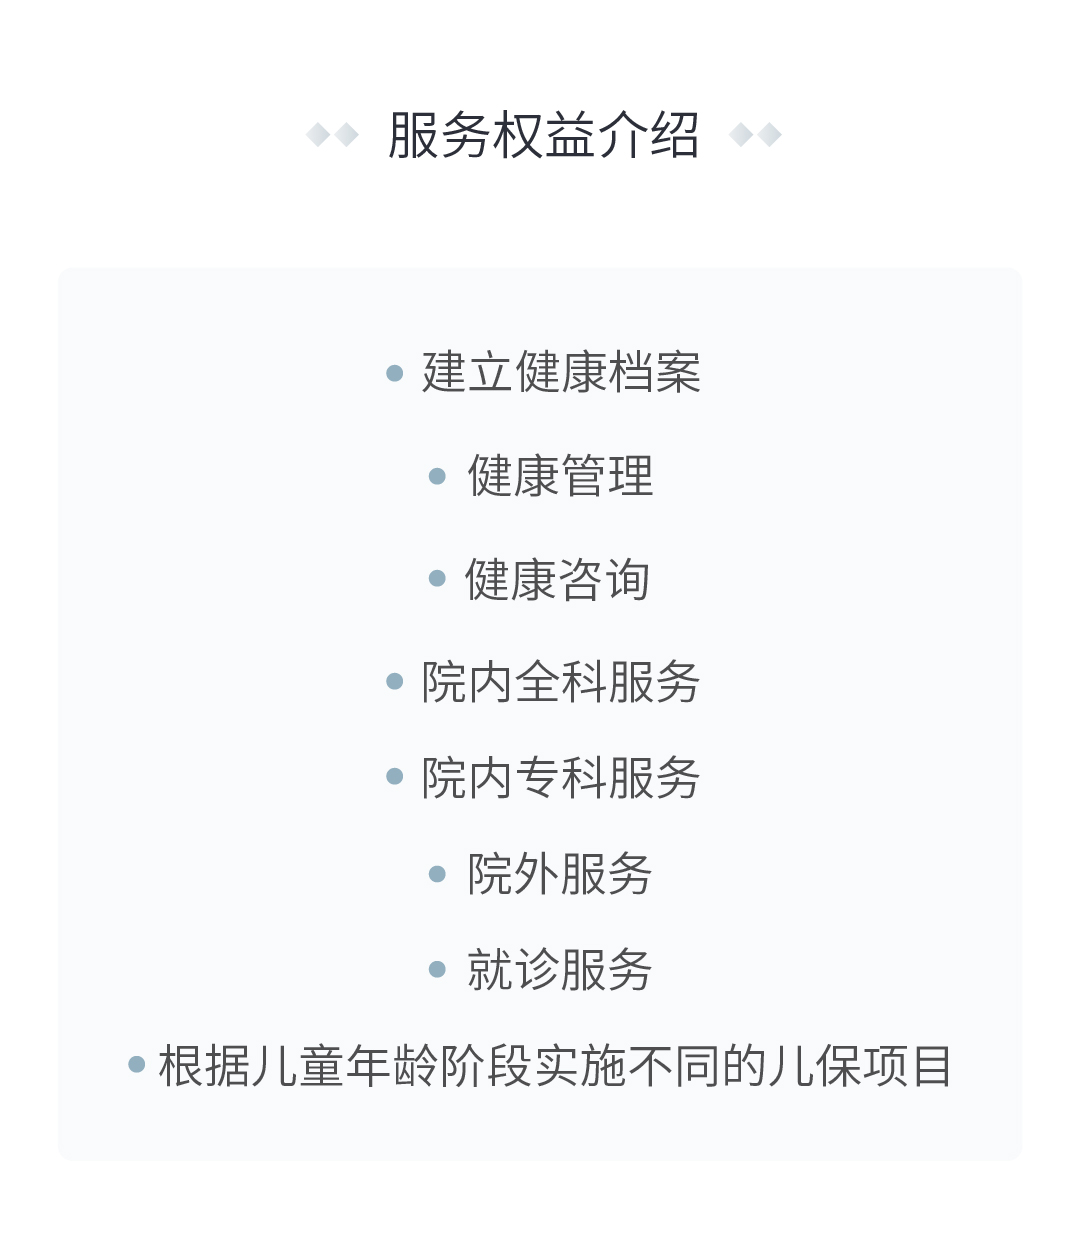 服务权益介绍
建立健康档案
健康管理
健康咨询
院内全科服务
院内专科服务
院外服务
就诊服务
根据儿童年龄阶段实施不同的儿保项目